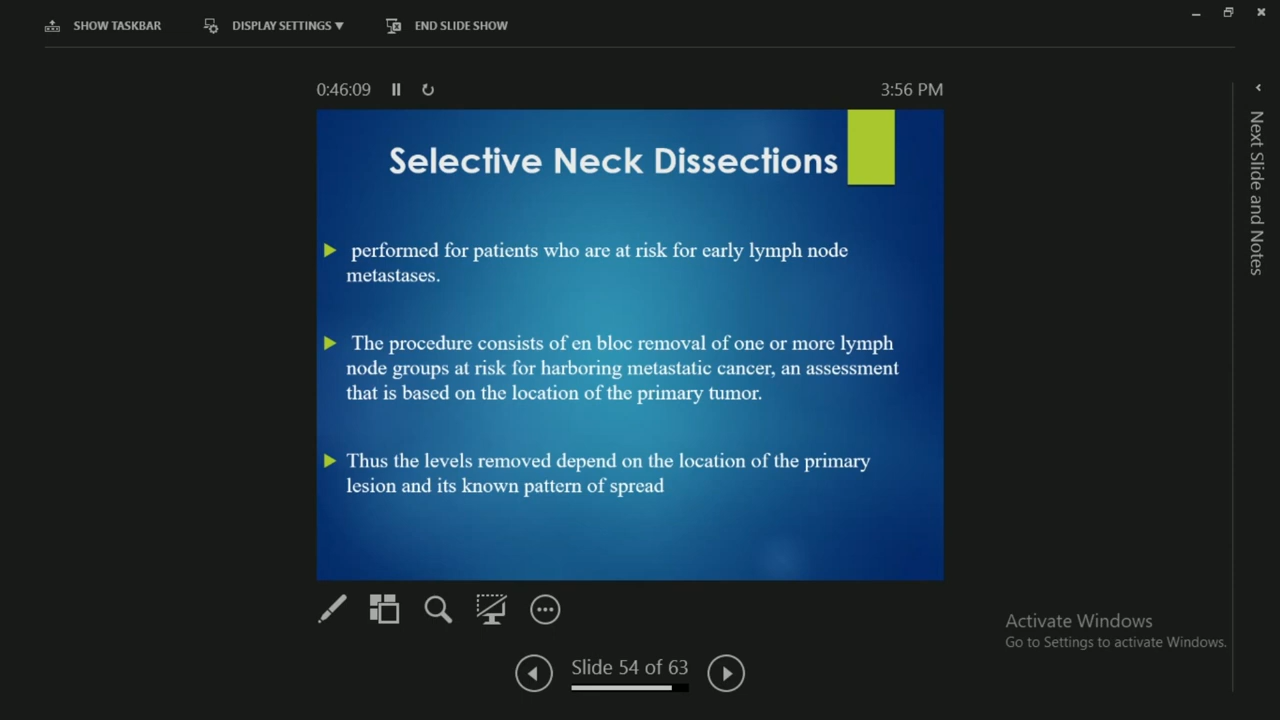 SHOW TASKBAR
DISPLAY SETTINGS
END SLIDE SHOW
0:46:09
3:56 PM
Next Slide and Notes
Selective Neck Dissections
performed for patients who are at risk for early lymph node
metastases.
The procedure consists of en bloc removal of one or more lymph
node groups at risk for harboring metastatic cancer, an assessment
that is based on the location of the primary tumor.
Thus the levels removed depend on the location of the primary
lesion and its known pattern of spread
Activate Windows
Go to Settings to activate Windows.
Slide 54 of 63